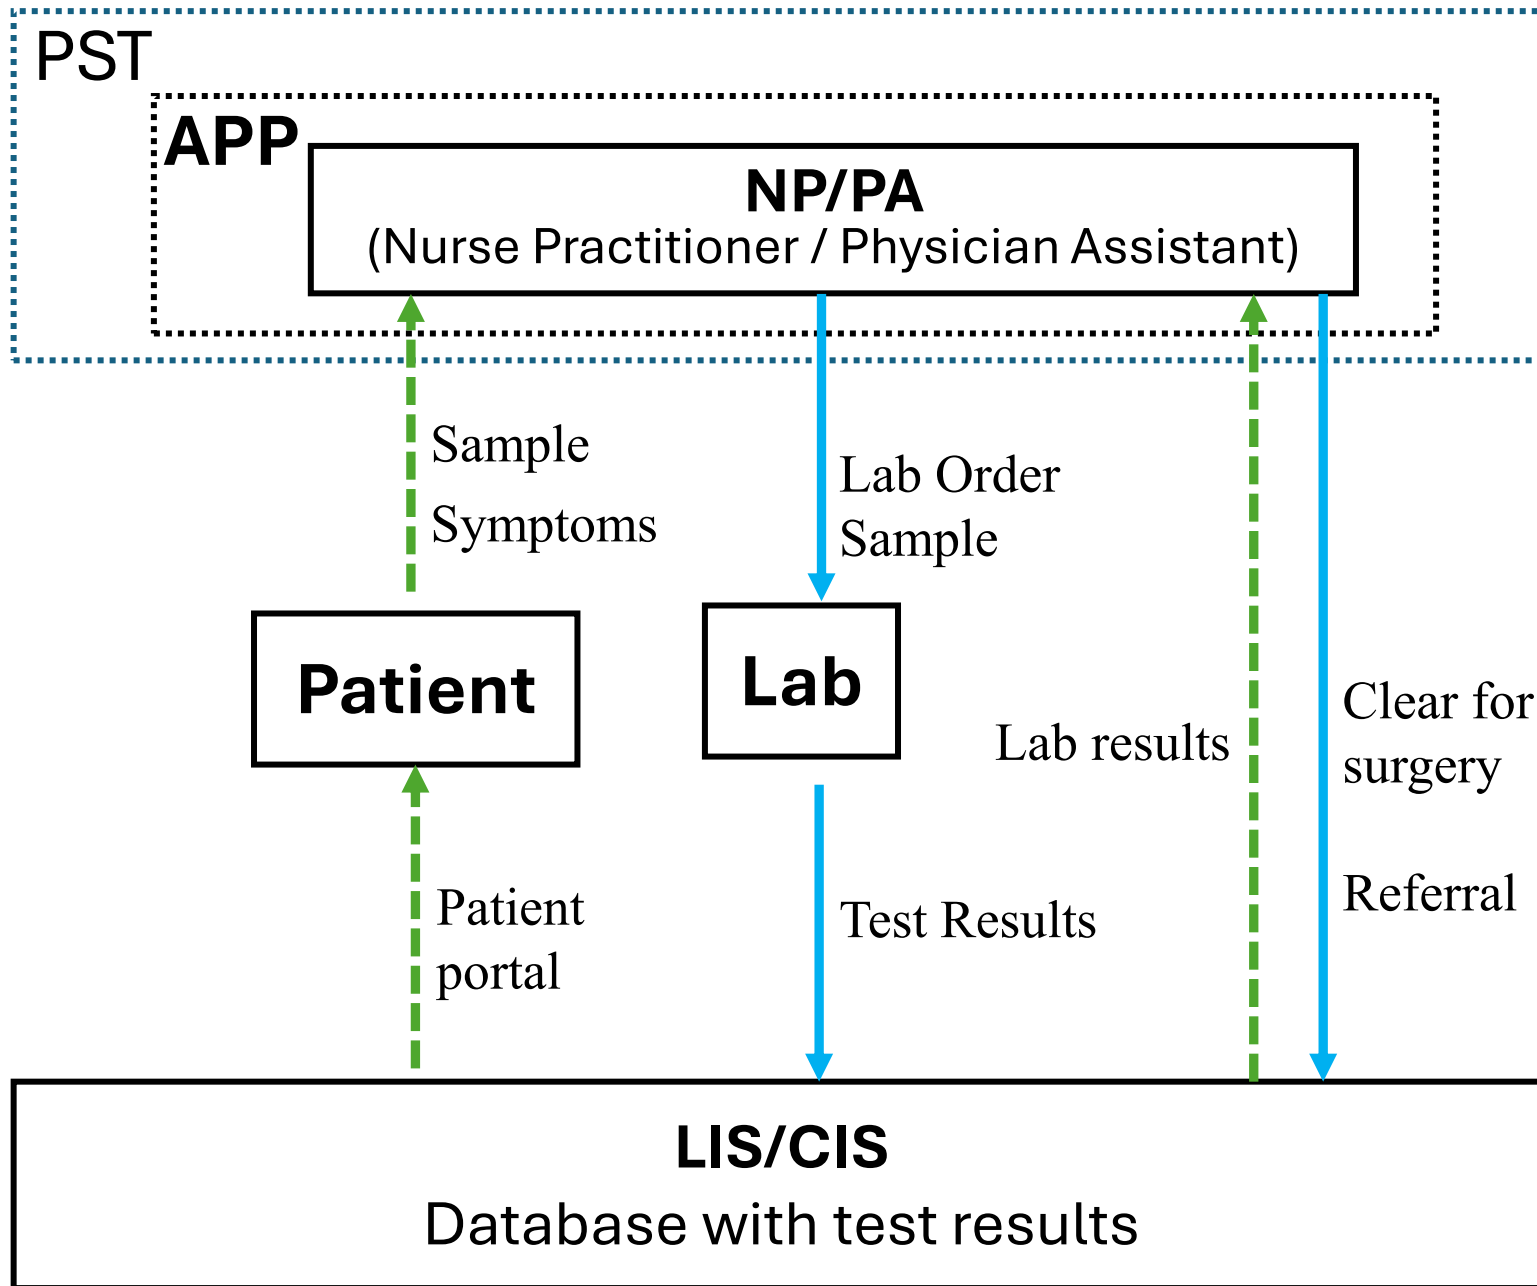 PST
APP
NP/PA
(Nurse Practitioner / Physician Assistant)
Sample
Symptoms
Lab Order
Sample
Patient
Lab
Lab results
Clear for
surgery
Referral
Patient
portal
Test Results
LIS/CIS
Database with test results